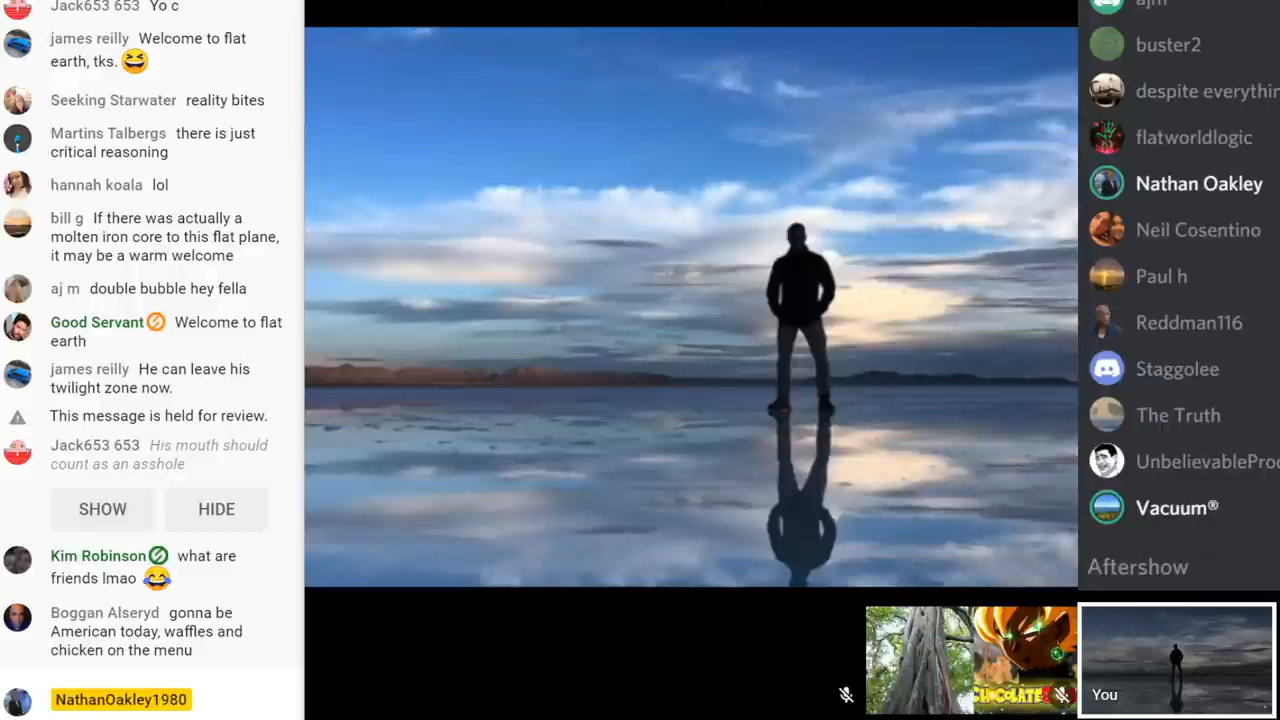 Jack653 653 Yo c
james reilly Welcome to flat
earth, tks.
Seeking Starwater reality bites
Martins Talbergs there is just
critical reasoning
hannah koala lol
bill g If there was actually a
molten iron core to this flat plane,
it may be a warm welcome
aj m double bubble hey fella
Good Servant Welcome to flat
earth
james reilly He can leave his
twilight zone now.
This message is held for review.
Jack653 653 His mouth should
count as an asshole
SHOW HIDE
Kim Robinson what are
friends lmao
Boggan Alseryd gonna be
American today, waffles and
chicken on the menu
NathanOakley1980
ajm
buster2
despite everythin
flatworldlogic
Nathan Oakley
Neil Cosentino
Paul h
Reddman116
Staggolee
The Truth
UnbelievablePro
Vacuum®
Aftershow
CHOCOLATE
You